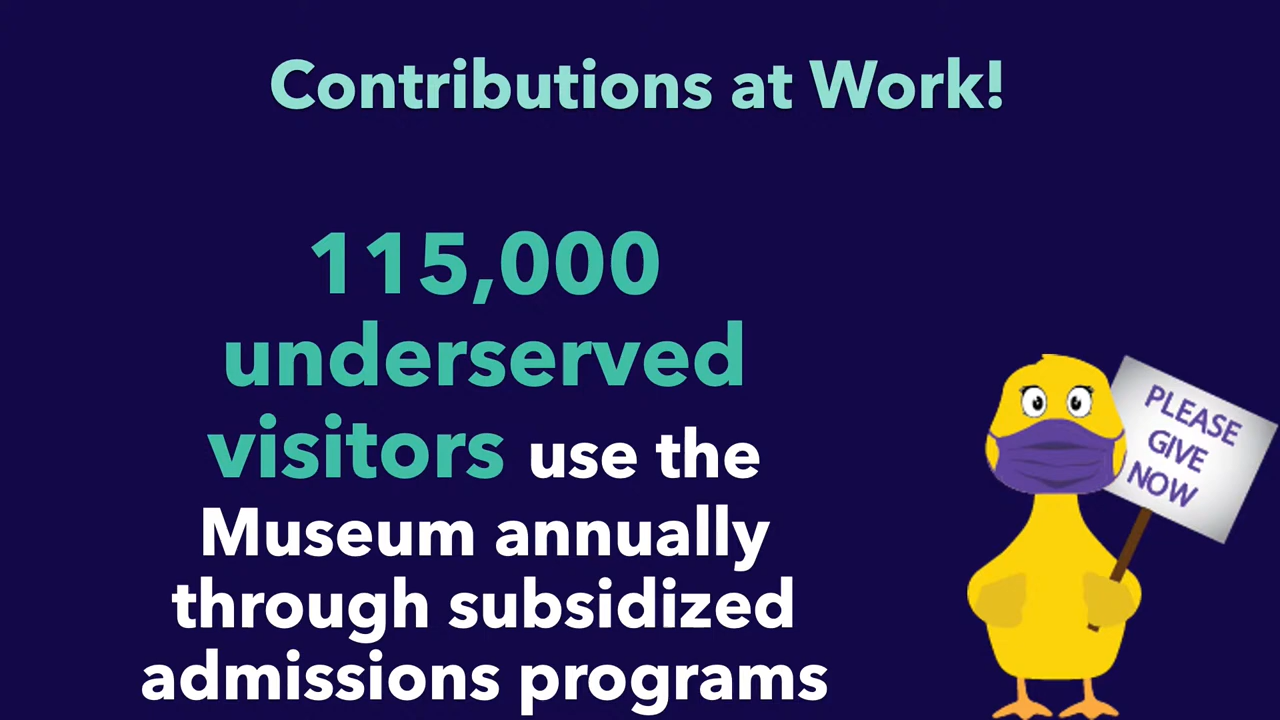 Contributions at Work!
115,000
underserved
visitors use the
Museum annually
through subsidized
admissions programs
PLEASE
GIVE
NOW